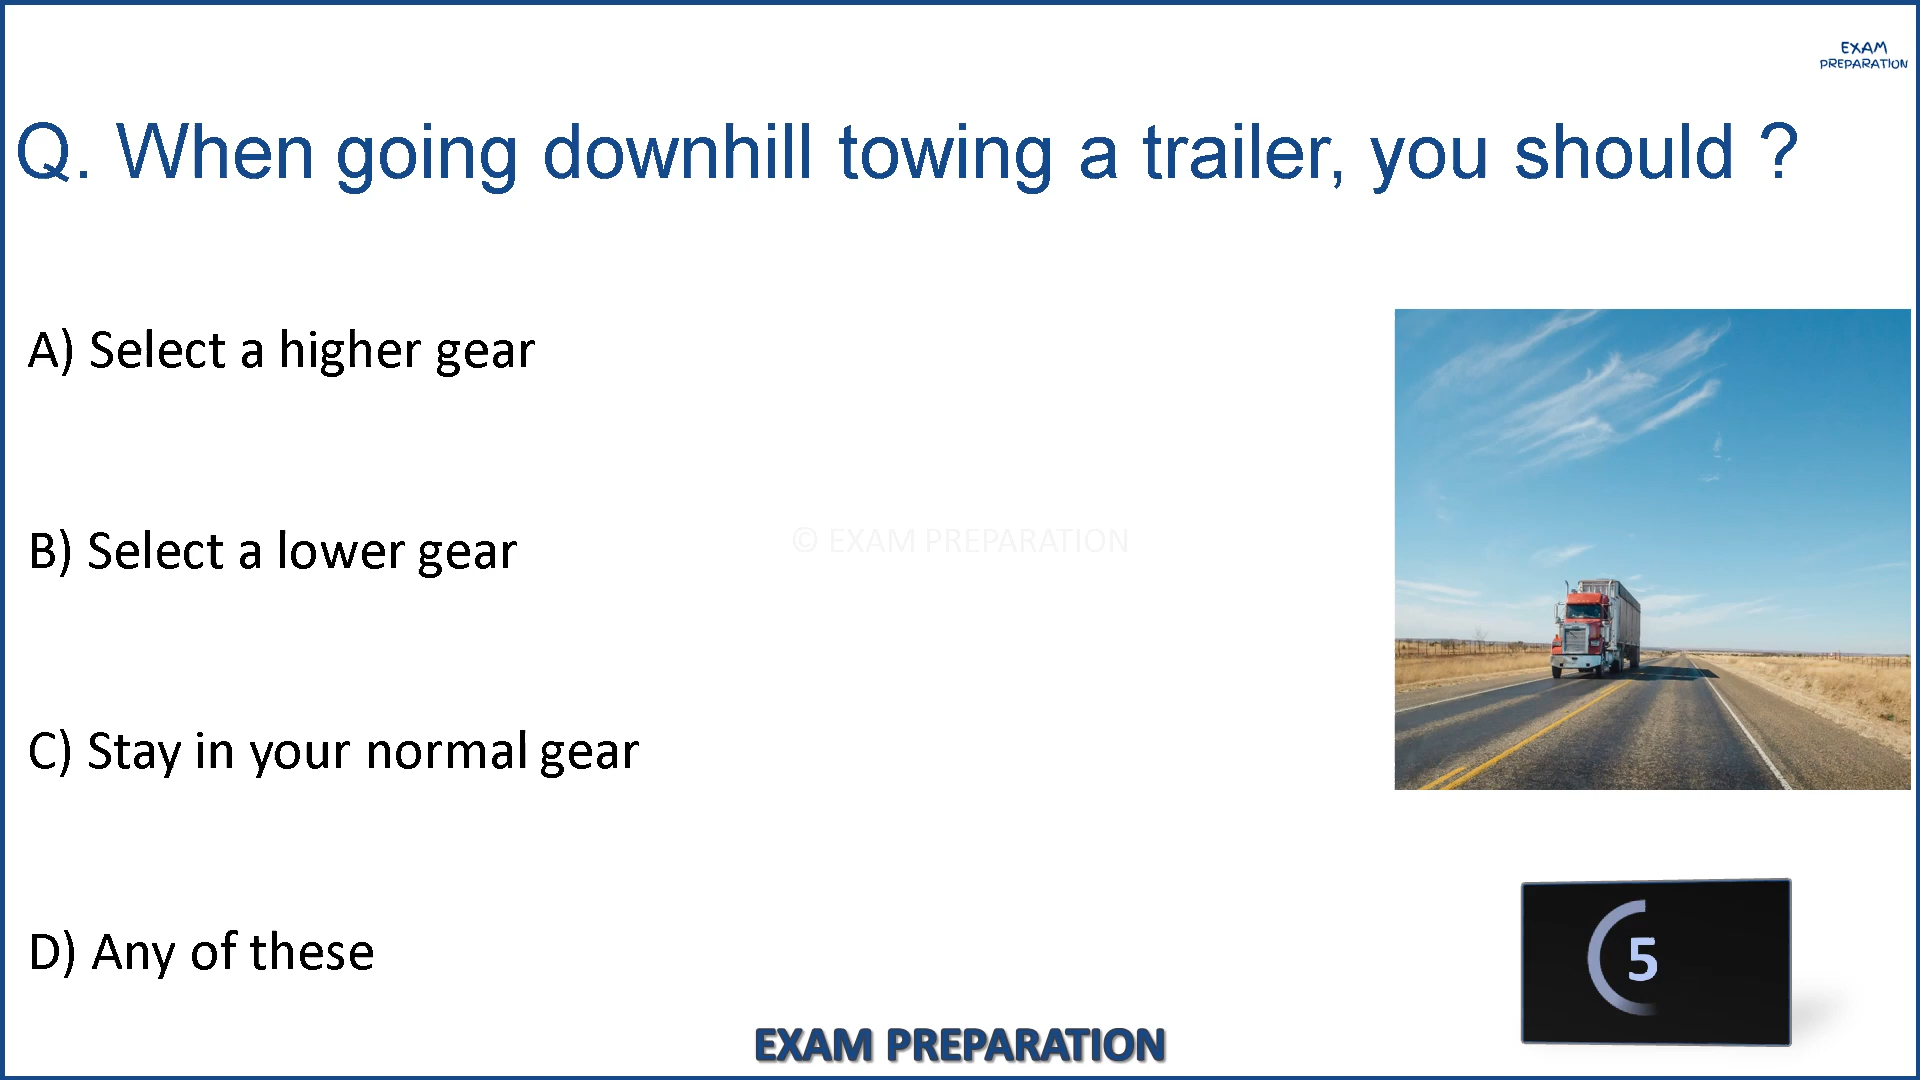 EXAM
PREPARATION
Q. When going downhill towing a trailer, you should ?
A) Select a higher gear
B) Select a lower gear
© EXAM PREPARATION
C) Stay in your normal gear
D) Any of these
5
EXAM PREPARATION